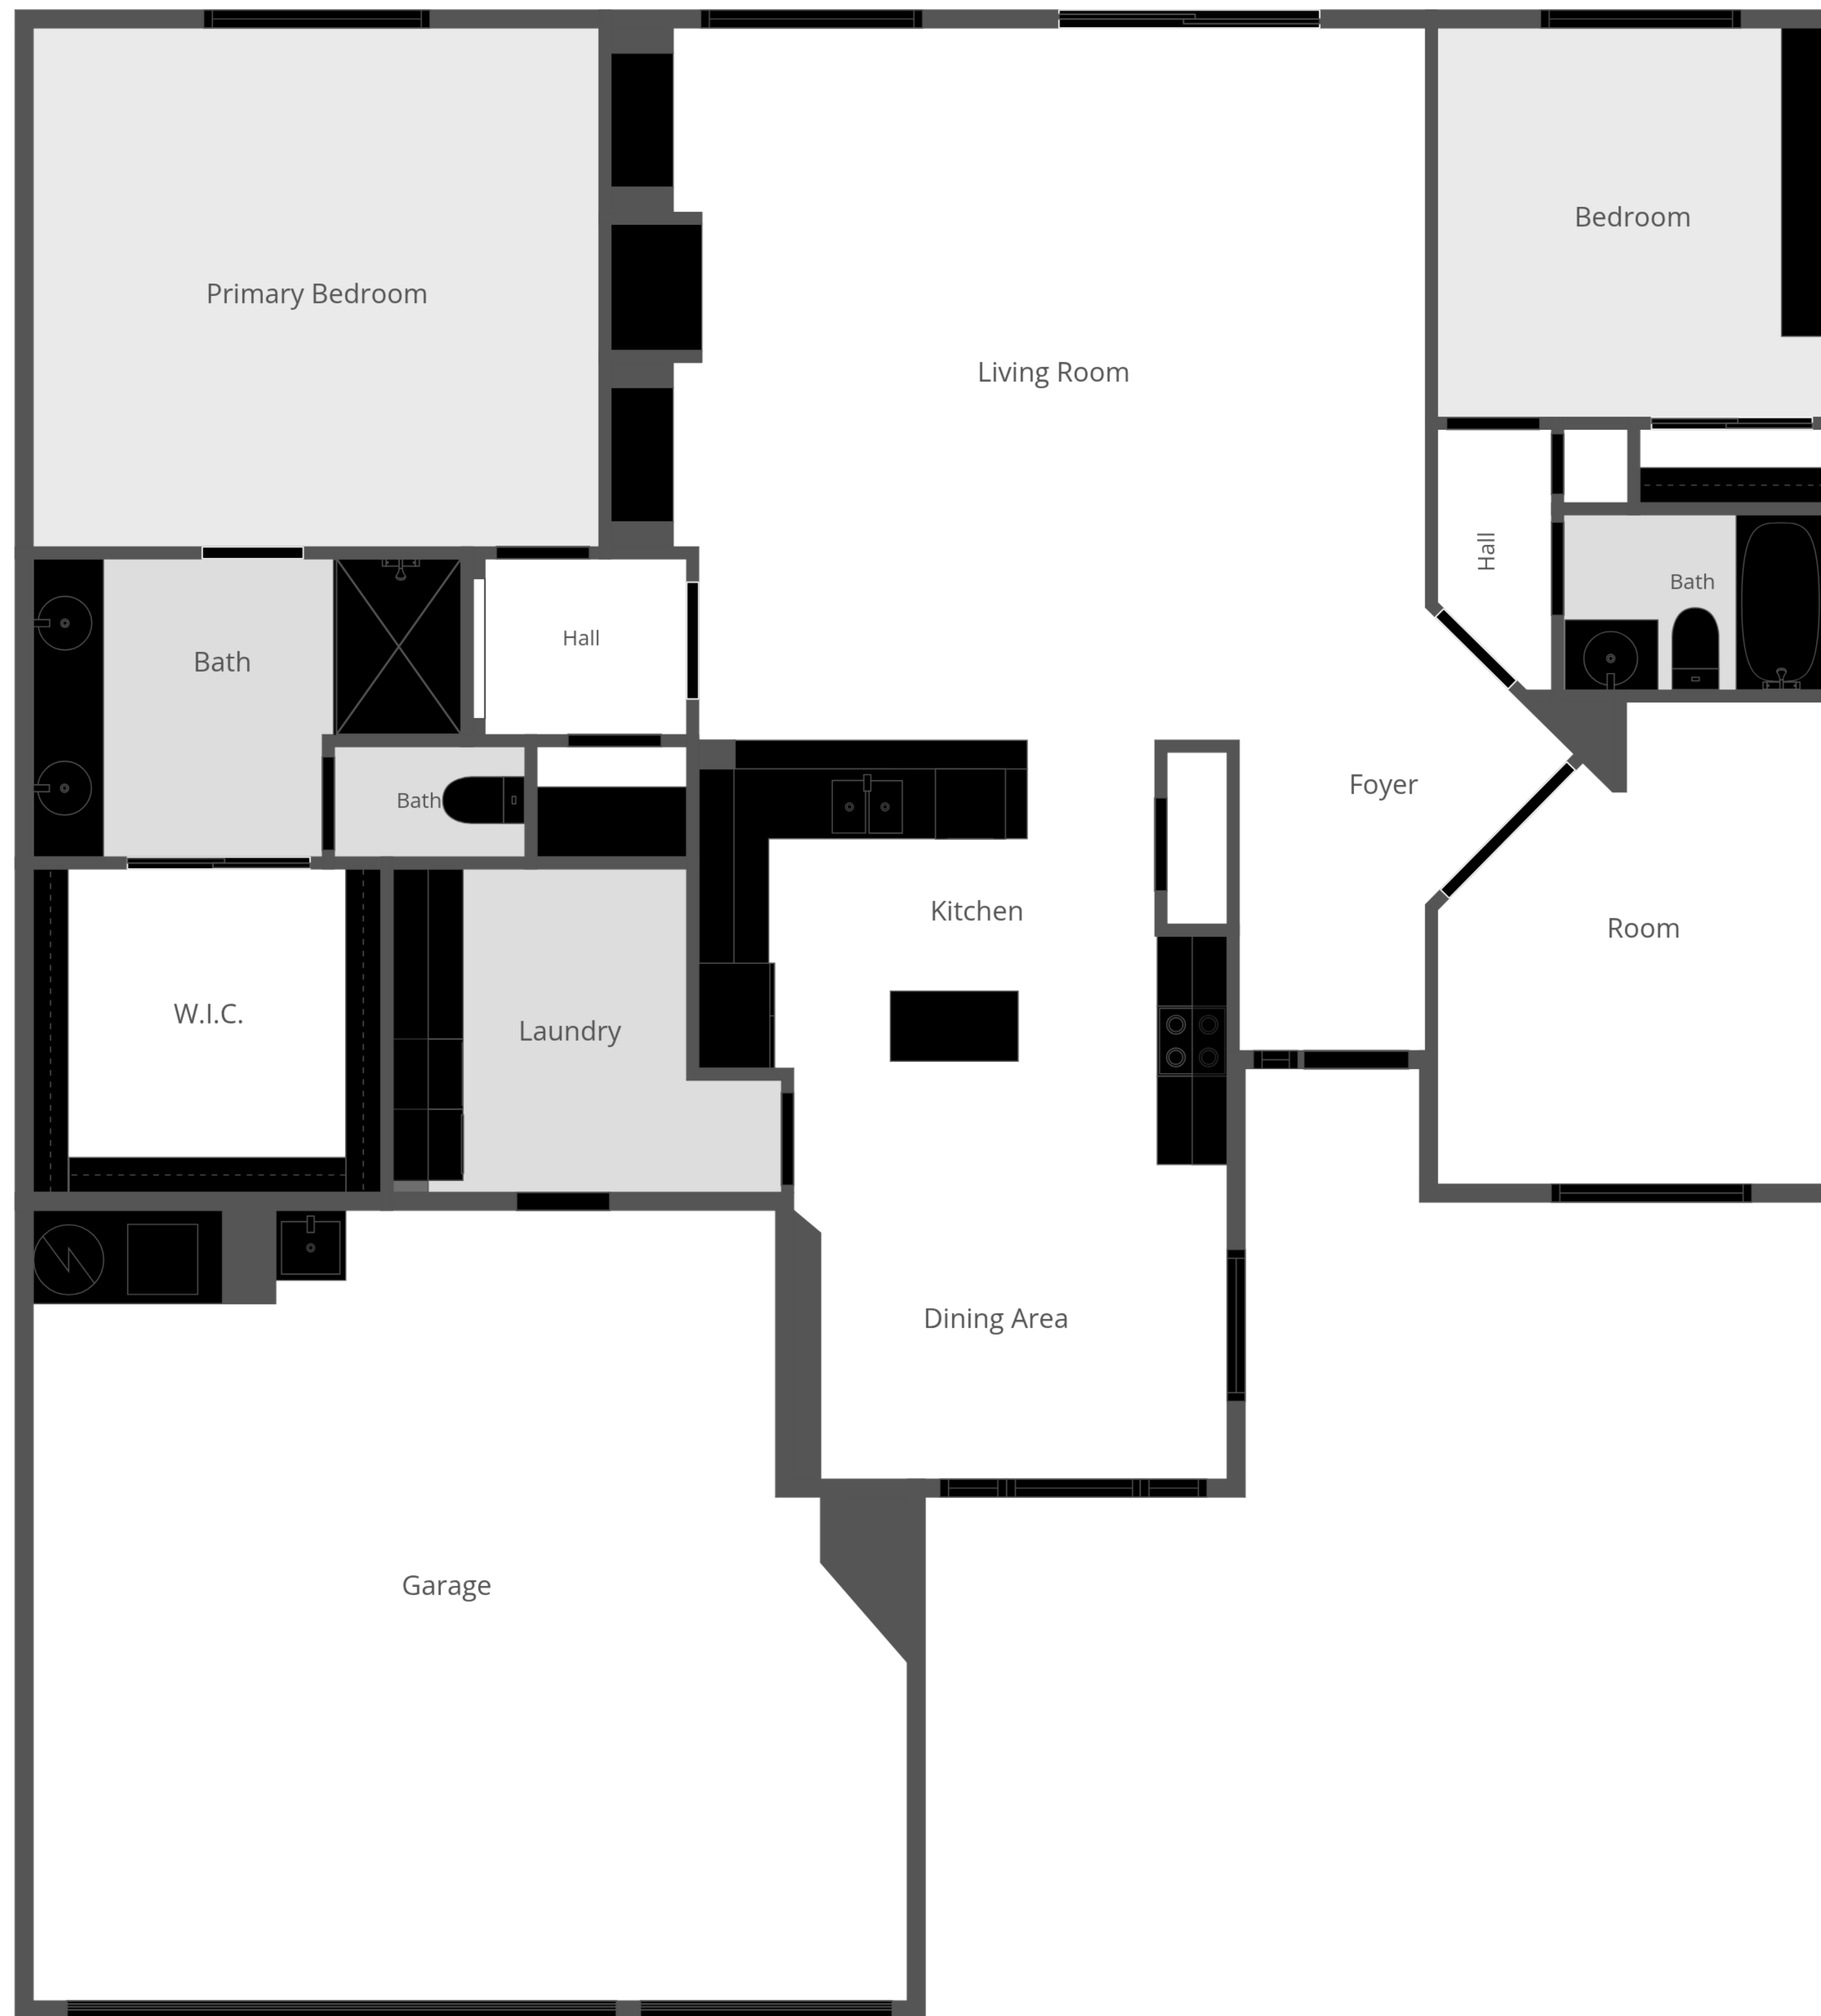 Bedroom
Primary Bedroom
Living Room
Hall
Bath
Hall
Bath
Foyer
Bath
Kitchen
Room
W.I.C.
Laundry
Dining Area
Garage